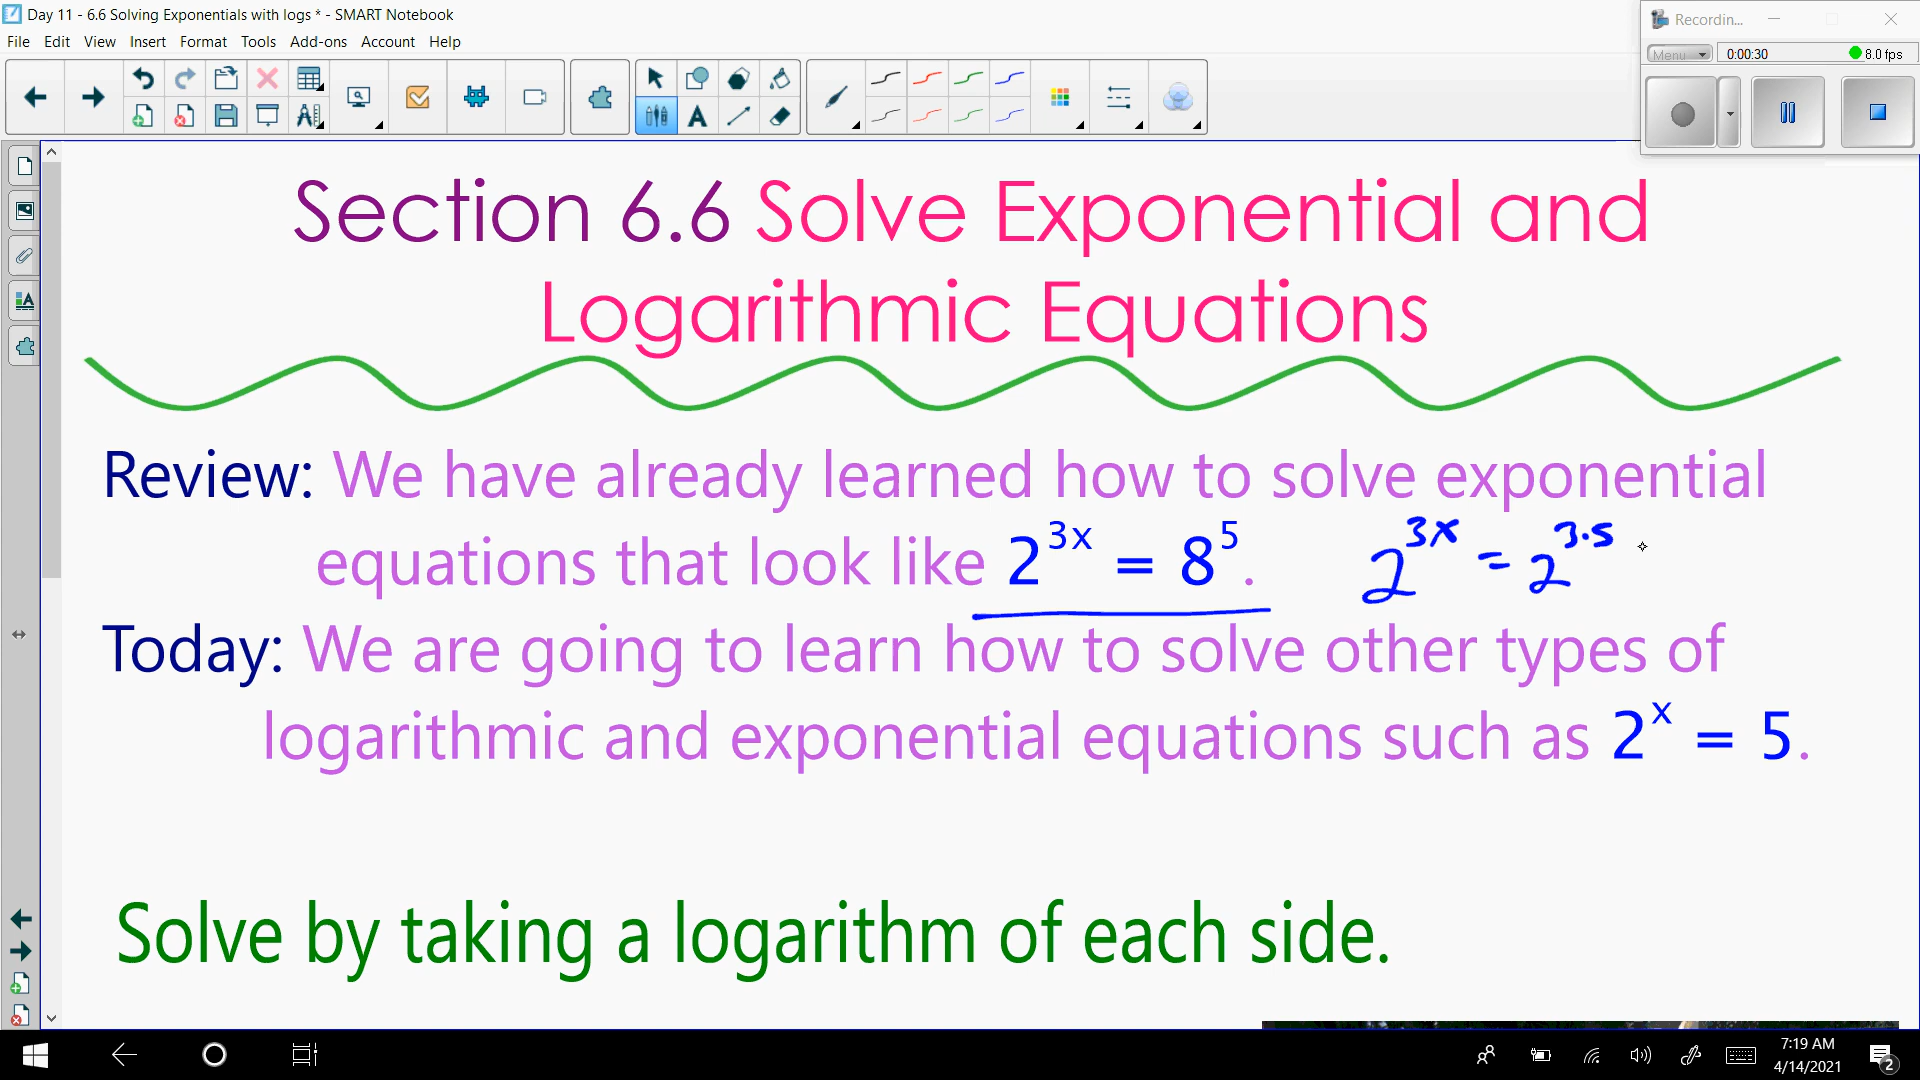 Day 11 - 6.6 Solving Exponentials with logs * - SMART Notebook
Recordin...
File Edit View Insert Format Tools Add-ons Account Help
Menu 0:00:30 8.0 fps
Section 6.6 Solve Exponential and
Logarithmic Equations
Review: We have already learned how to solve exponential
equations that look like 2^3x = 8^5. 2^3x = 2^3·5
Today: We are going to learn how to solve other types of
logarithmic and exponential equations such as 2^x = 5.
Solve by taking a logarithm of each side.
7:19 AM
4/14/2021
2